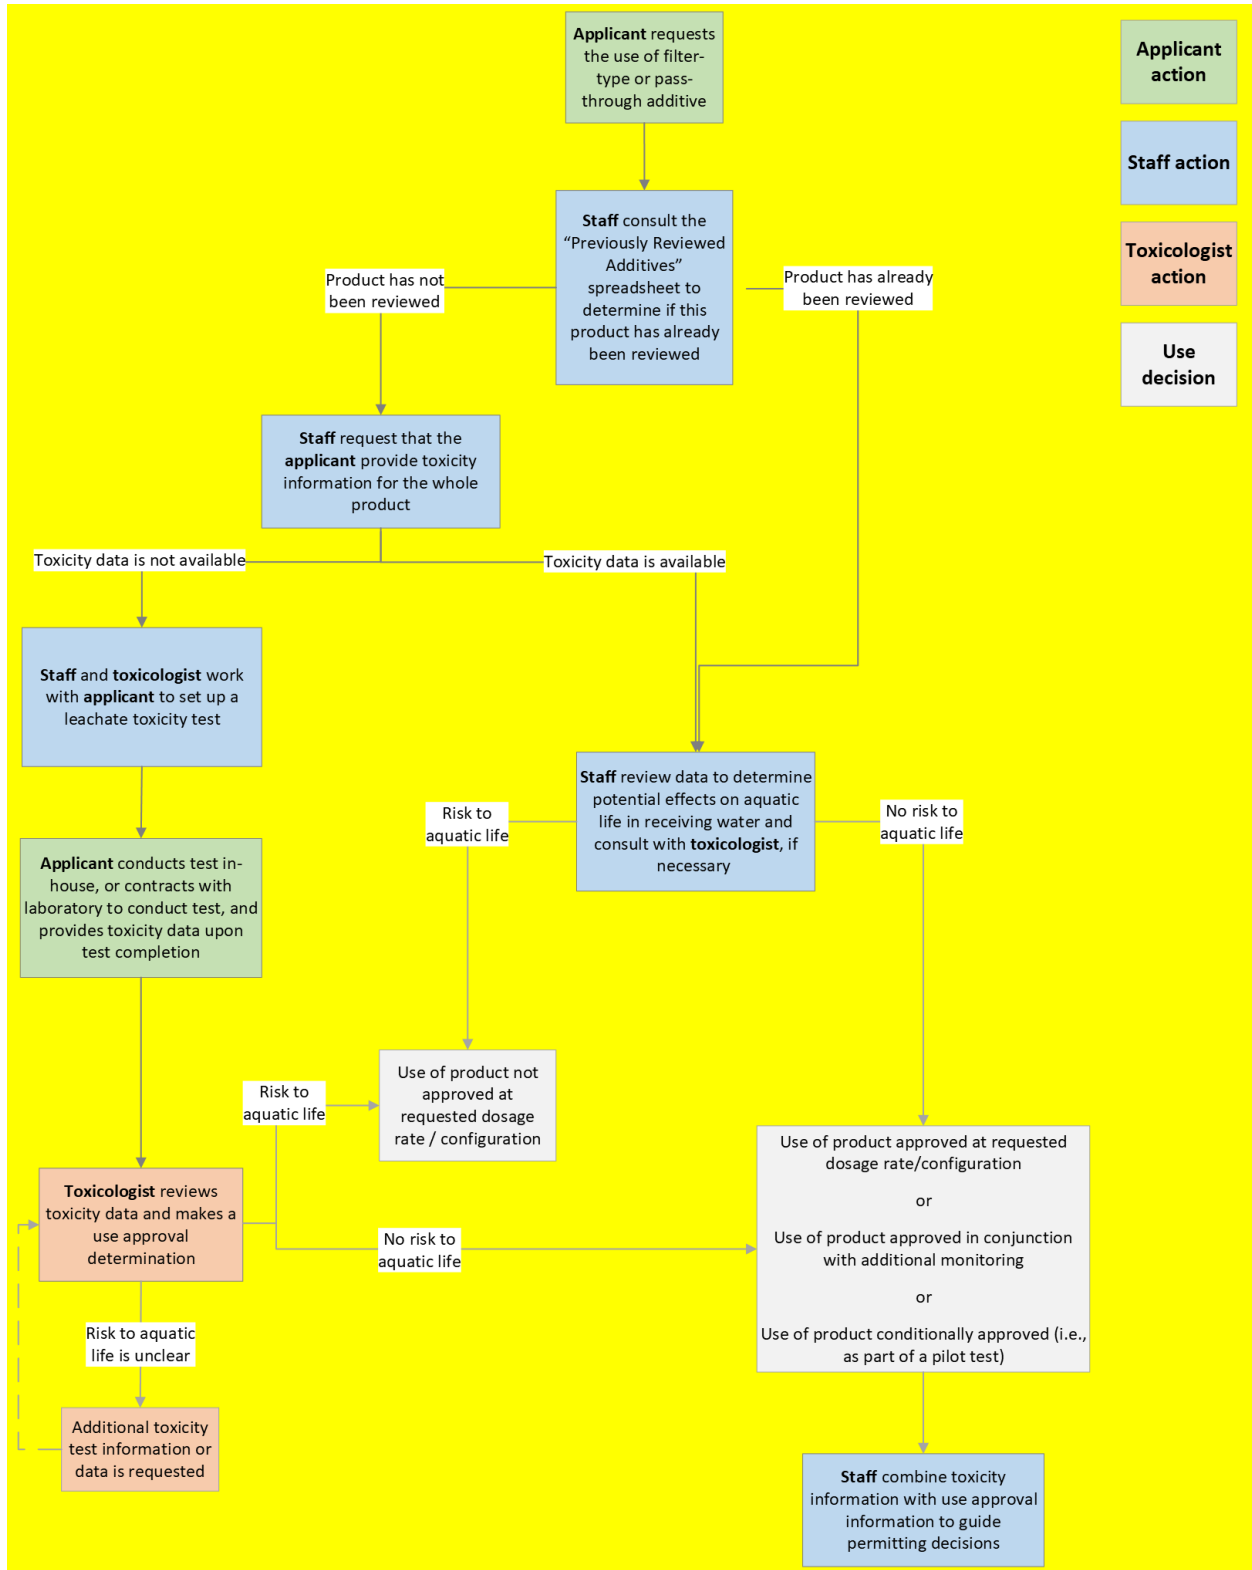 Applicant requests
the use of filter-
type or pass-
through additive
Applicant
action
Staff action
Toxicologist
action
Use
decision
Staff consult the
“Previously Reviewed
Additives”
spreadsheet to
determine if this
product has already
been reviewed
Product has not
been reviewed
Product has already
been reviewed
Staff request that the
applicant provide toxicity
information for the whole
product
Toxicity data is not available
Toxicity data is available
Staff and toxicologist work
with applicant to set up a
leachate toxicity test
Staff review data to determine
potential effects on aquatic
life in receiving water and
consult with toxicologist, if
necessary
Risk to
aquatic life
No risk to
aquatic life
Applicant conducts test in-
house, or contracts with
laboratory to conduct test, and
provides toxicity data upon
test completion
Use of product not
approved at
requested dosage
rate / configuration
Risk to
aquatic life
Toxicologist reviews
toxicity data and makes a
use approval
determination
No risk to
aquatic life
Use of product approved at requested
dosage rate/configuration
or
Use of product approved in conjunction
with additional monitoring
or
Use of product conditionally approved (i.e.,
as part of a pilot test)
Risk to aquatic
life is unclear
Additional toxicity
test information or
data is requested
Staff combine toxicity
information with use approval
information to guide
permitting decisions